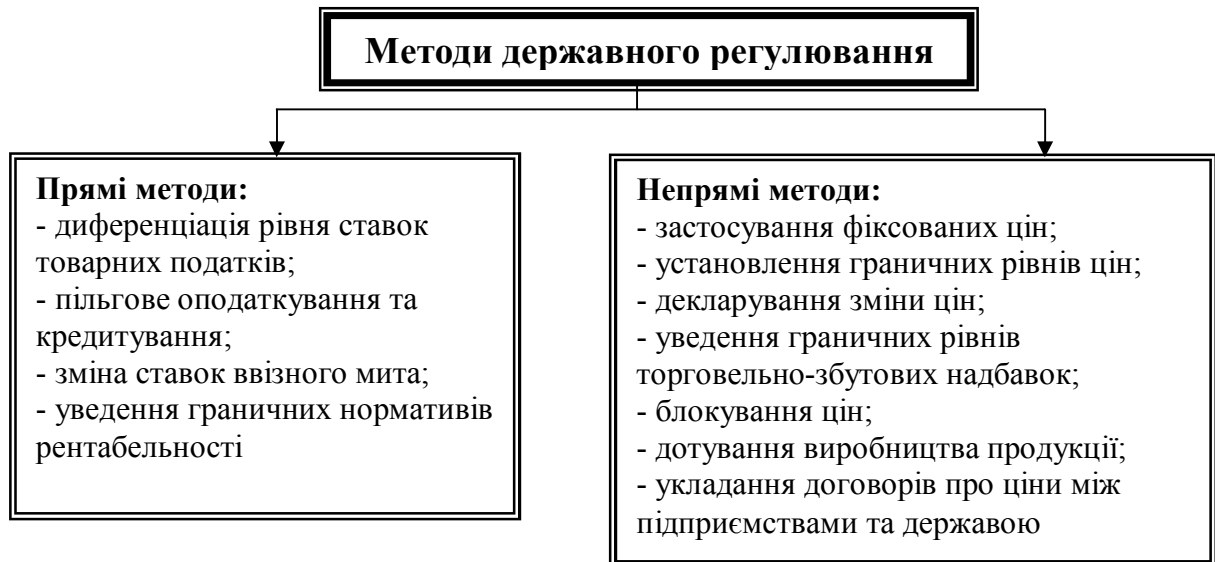 Методи державного регулювання
Прямі методи:
- диференціація рівня ставок
товарних податків;
- пільгове оподаткування та
кредитування;
- зміна ставок ввізного мита;
- уведення граничних нормативів
рентабельності
Непрямі методи:
- застосування фіксованих цін;
- установлення граничних рівнів цін;
- декларування зміни цін;
- уведення граничних рівнів
торговельно-збутових надбавок;
- блокування цін;
- дотування виробництва продукції;
- укладання договорів про ціни між
підприємствами та державою